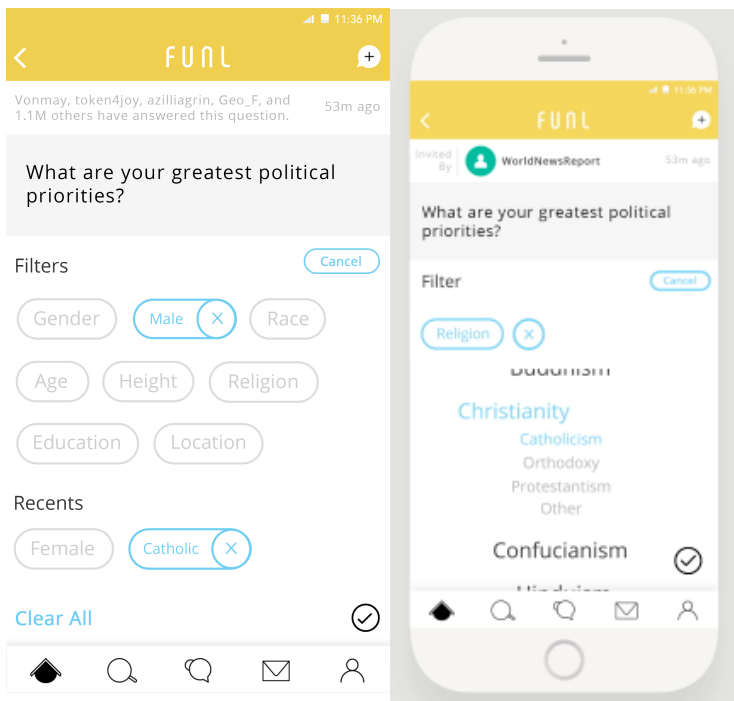 11:36 PM
FUNL
Vonmay, token4joy, azilliagrin, Geo_F, and
1.1M others have answered this question.
53m ago
What are your greatest political
priorities?
Filters
Cancel
Gender
Male
Race
Age
Height
Religion
Education
Location
Recents
Female
Catholic
Clear All
11:36 PM
FUNL
Invited
By
WorldNewsReport
53m ago
What are your greatest political
priorities?
Filter
Cancel
Religion
Buddhism
Christianity
Catholicism
Orthodoxy
Protestantism
Other
Confucianism
Hinduism